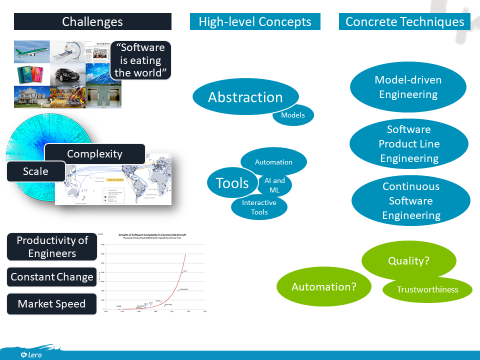 Challenges
High-level Concepts
Concrete Techniques
“Software
is eating
the world”
Complexity
Scale
Productivity of
Engineers
Constant Change
Market Speed
Abstraction
Models
Automation
Tools
AI and
ML
Interactive
Tools
Model-driven
Engineering
Software
Product Line
Engineering
Continuous
Software
Engineering
Quality?
Automation?
Trustworthiness
Lero